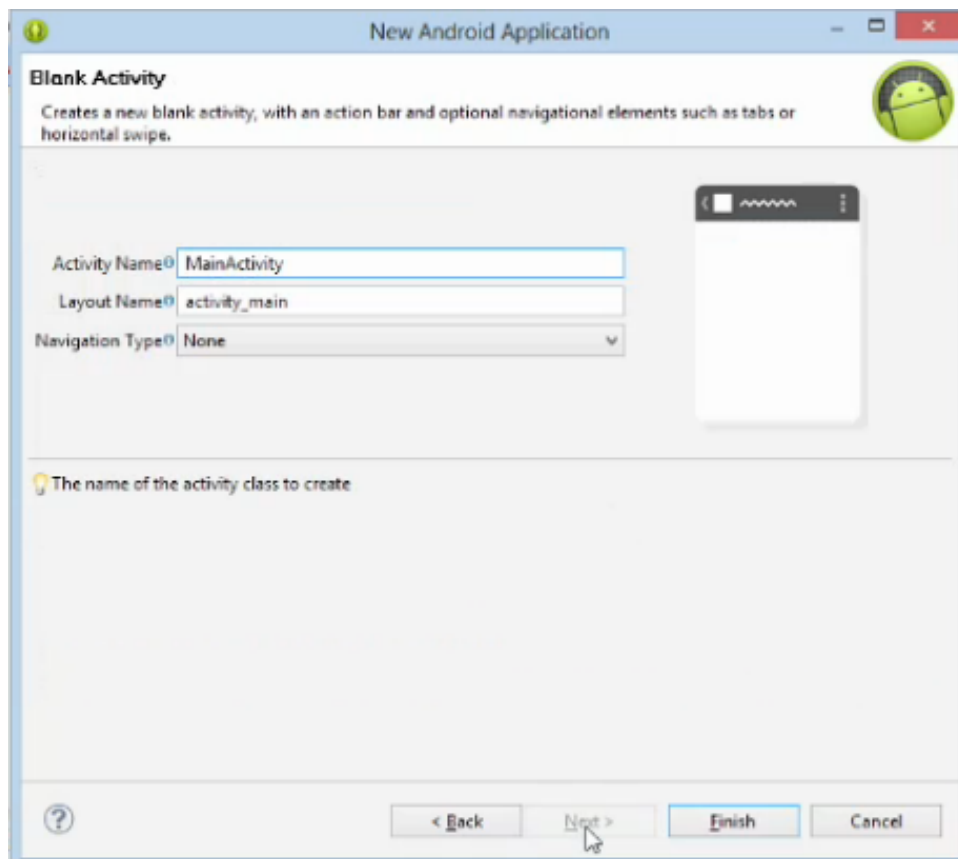 New Android Application
Blank Activity
Creates a new blank activity, with an action bar and optional navigational elements such as tabs or
horizontal swipe.
Activity Name MainActivity
Layout Name activity_main
Navigation Type None
The name of the activity class to create
? < Back Next > Finish Cancel